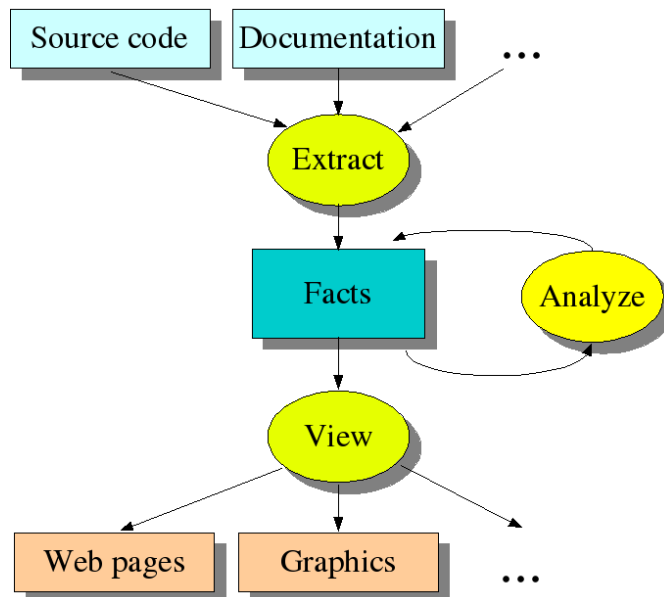 Source code
Documentation
...
Extract
Facts
Analyze
View
Web pages
Graphics
...